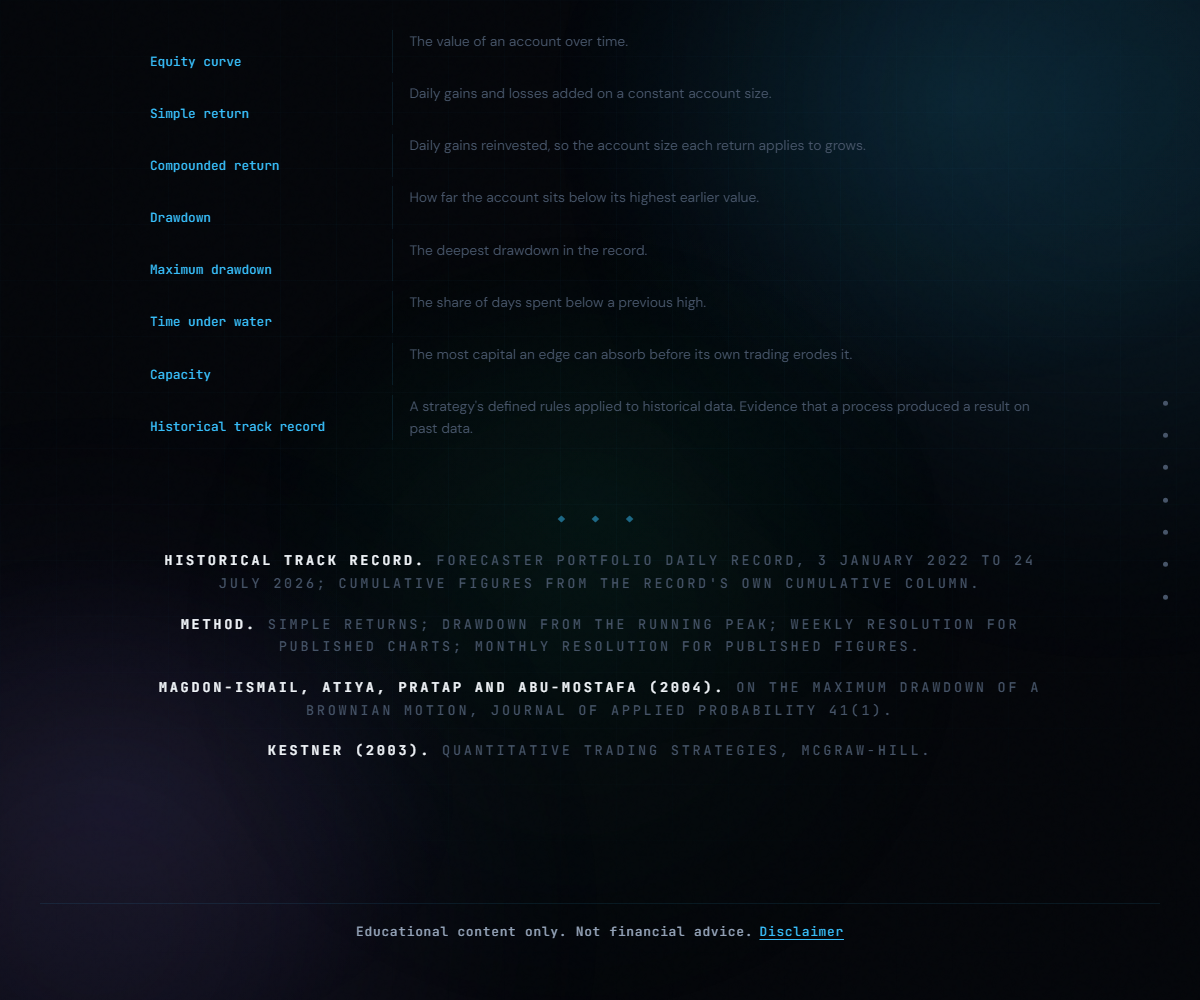 The value of an account over time.
Equity curve
Daily gains and losses added on a constant account size.
Simple return
Daily gains reinvested, so the account size each return applies to grows.
Compounded return
How far the account sits below its highest earlier value.
Drawdown
The deepest drawdown in the record.
Maximum drawdown
The share of days spent below a previous high.
Time under water
The most capital an edge can absorb before its own trading erodes it.
Capacity
A strategy's defined rules applied to historical data. Evidence that a process produced a result on
past data.
Historical track record
HISTORICAL TRACK RECORD. FORECASTER PORTFOLIO DAILY RECORD, 3 JANUARY 2022 TO 24
JULY 2026; CUMULATIVE FIGURES FROM THE RECORD'S OWN CUMULATIVE COLUMN.
METHOD. SIMPLE RETURNS; DRAWDOWN FROM THE RUNNING PEAK; WEEKLY RESOLUTION FOR
PUBLISHED CHARTS; MONTHLY RESOLUTION FOR PUBLISHED FIGURES.
MAGDON-ISMAIL, ATIYA, PRATAP AND ABU-MOSTAFA (2004). ON THE MAXIMUM DRAWDOWN OF A
BROWNIAN MOTION, JOURNAL OF APPLIED PROBABILITY 41(1).
KESTNER (2003). QUANTITATIVE TRADING STRATEGIES, MCGRAW-HILL.
Educational content only. Not financial advice. Disclaimer